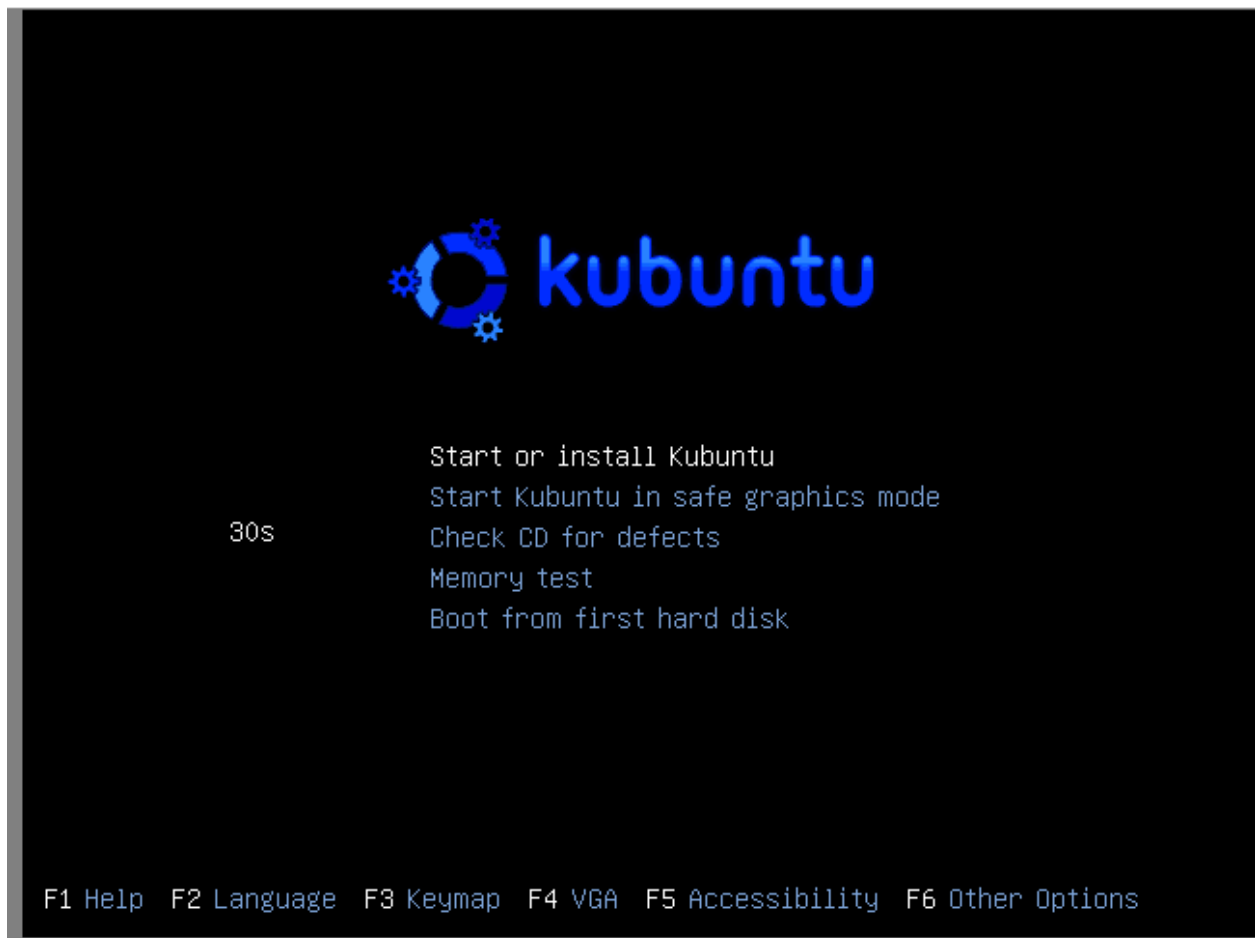 kubuntu
Start or install Kubuntu
Start Kubuntu in safe graphics mode
30s
Check CD for defects
Memory test
Boot from first hard disk
F1 Help F2 Language F3 Keymap F4 VGA F5 Accessibility F6 Other Options